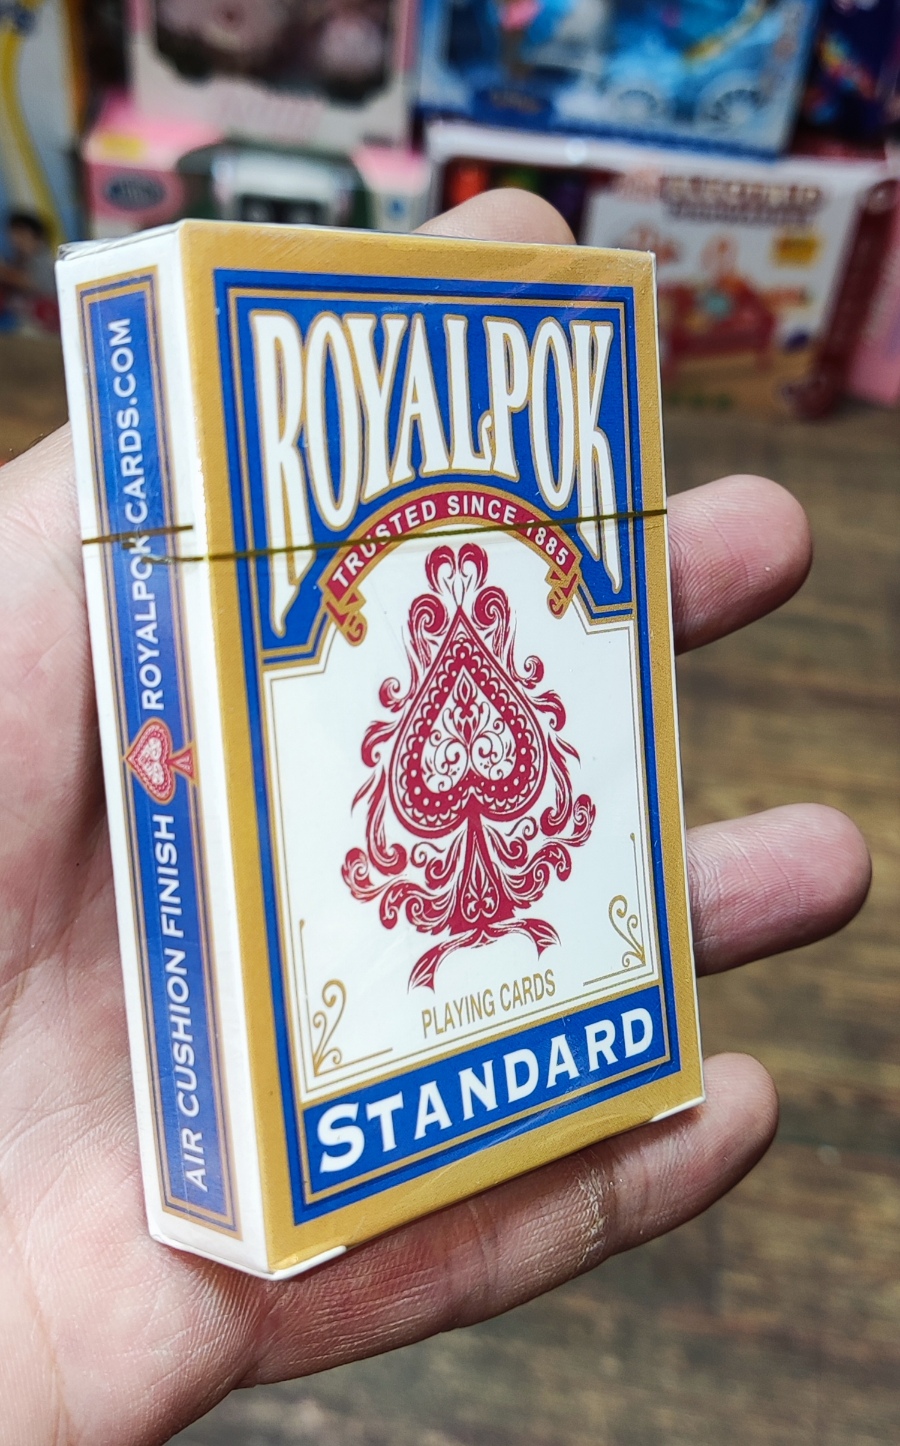 ROYALPOK
TRUSTED SINCE 1885
PLAYING CARDS
STANDARD
AIR CUSHION FINISH ROYALPOK-CARDS.COM